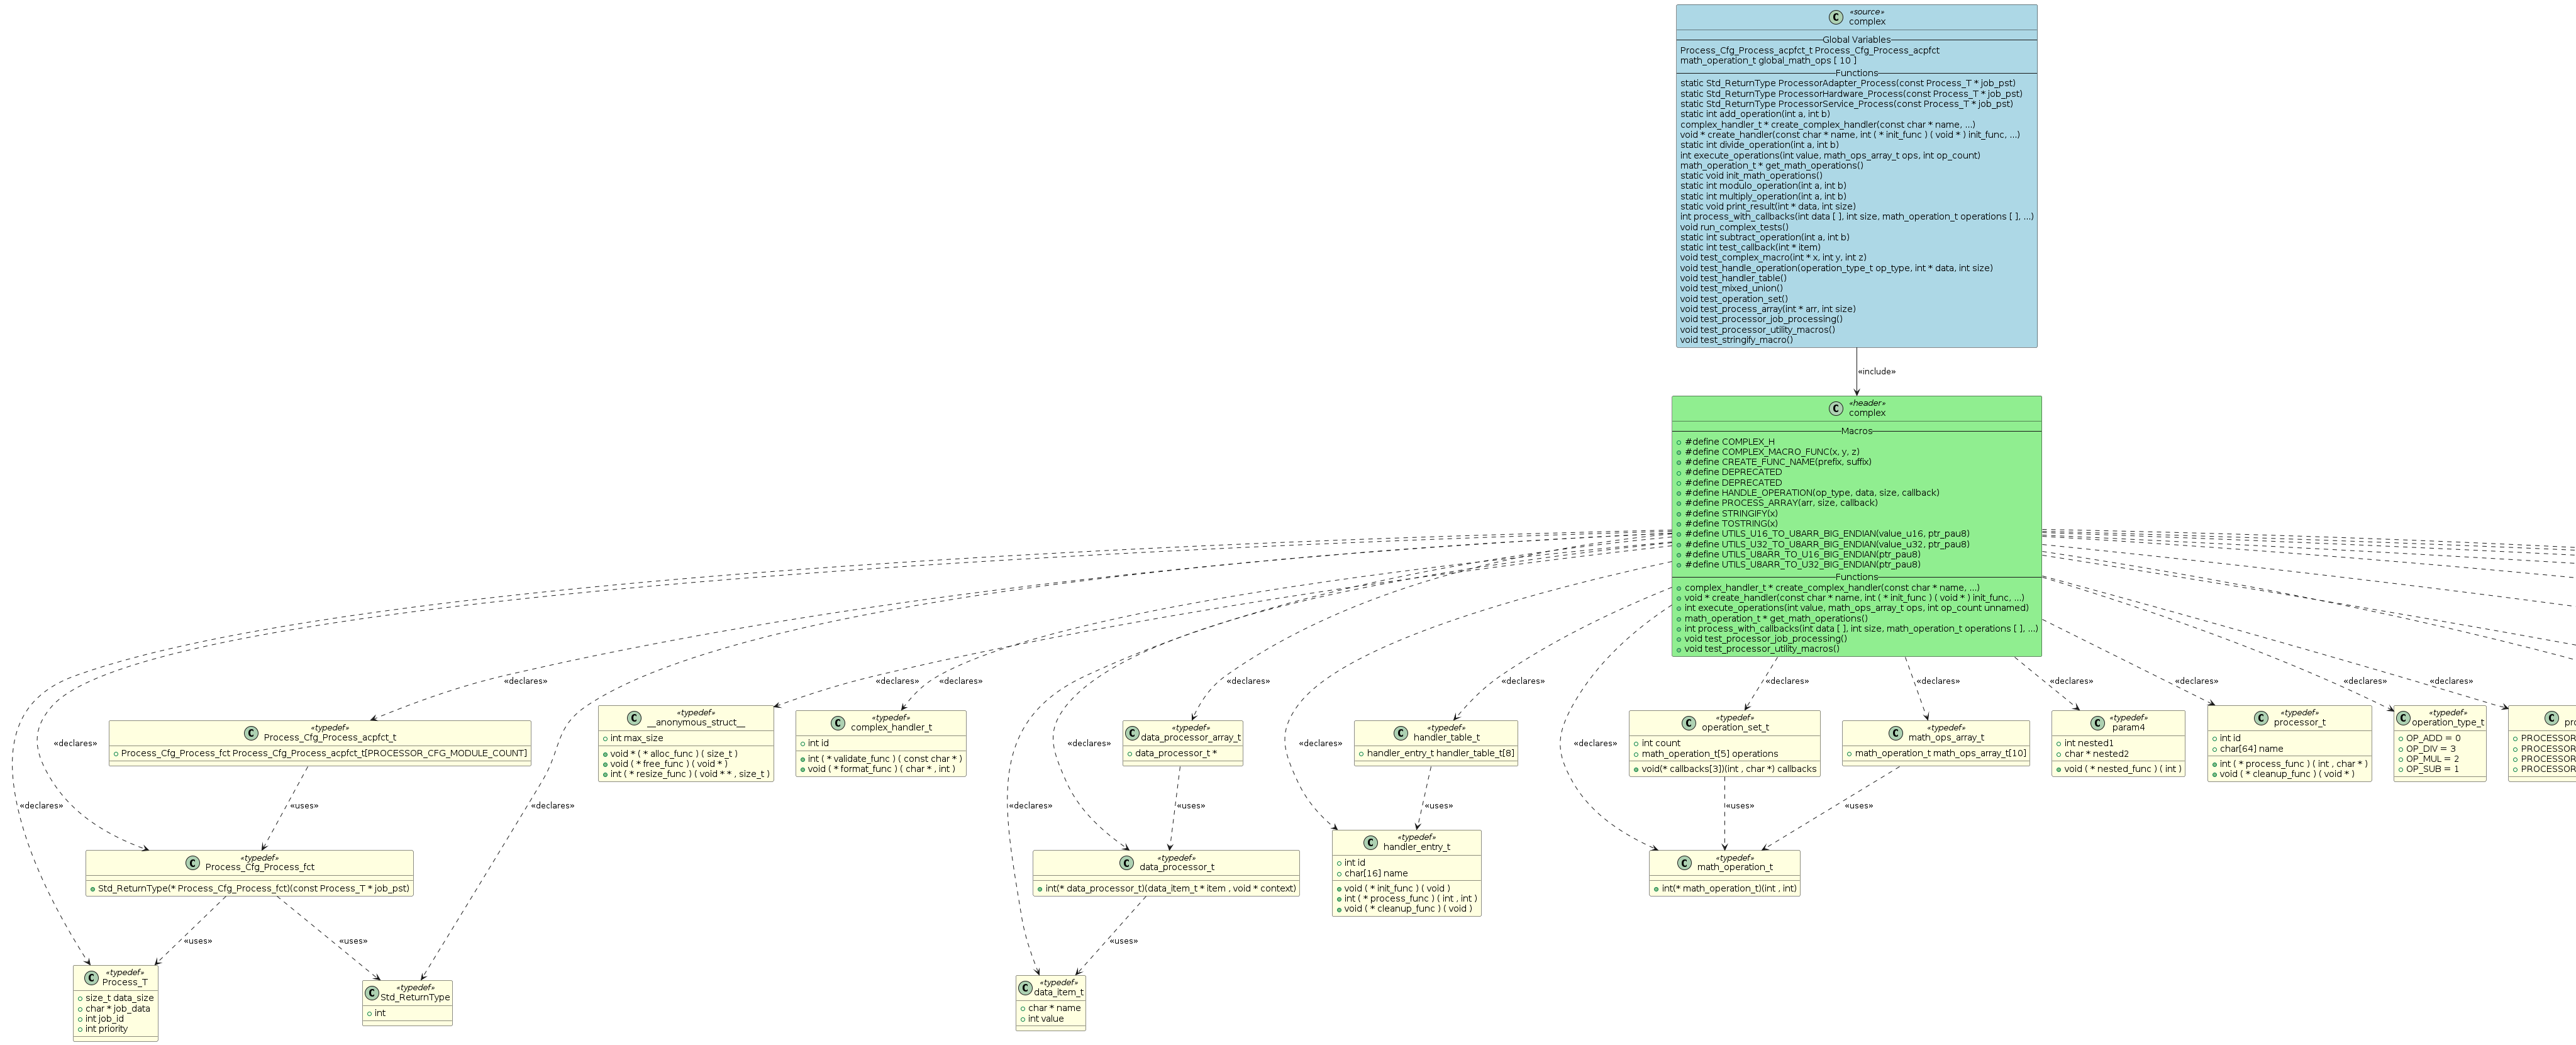 «source»
complex
Global Variables
Process_Cfg_Process_acpfct_t Process_Cfg_Process_acpfct
math_operation_t global_math_ops [ 10 ]
Functions
static Std_ReturnType ProcessorAdapter_Process(const Process_T * job_pst)
static Std_ReturnType ProcessorHardware_Process(const Process_T * job_pst)
static Std_ReturnType ProcessorService_Process(const Process_T * job_pst)
static int add_operation(int a, int b)
complex_handler_t * create_complex_handler(const char * name, ...)
void * create_handler(const char * name, int ( * init_func ) ( void * ) init_func, ...)
static int divide_operation(int a, int b)
int execute_operations(int value, math_ops_array_t ops, int op_count)
math_operation_t * get_math_operations()
static void init_math_operations()
static int modulo_operation(int a, int b)
static int multiply_operation(int a, int b)
static void print_result(int * data, int size)
int process_with_callbacks(int data [ ], int size, math_operation_t operations [ ], ...)
void run_complex_tests()
static int subtract_operation(int a, int b)
static int test_callback(int * item)
void test_complex_macro(int * x, int y, int z)
void test_handle_operation(operation_type_t op_type, int * data, int size)
void test_handler_table()
void test_mixed_union()
void test_operation_set()
void test_process_array(int * arr, int size)
void test_processor_job_processing()
void test_processor_utility_macros()
void test_stringify_macro()
«include»
«header»
complex
Macros
#define COMPLEX_H
#define COMPLEX_MACRO_FUNC(x, y, z)
#define CREATE_FUNC_NAME(prefix, suffix)
#define DEPRECATED
#define DEPRECATED
#define HANDLE_OPERATION(op_type, data, size, callback)
#define PROCESS_ARRAY(arr, size, callback)
#define STRINGIFY(x)
#define TOSTRING(x)
#define UTILS_U16_TO_U8ARR_BIG_ENDIAN(value_u16, ptr_pau8)
#define UTILS_U32_TO_U8ARR_BIG_ENDIAN(value_u32, ptr_pau8)
#define UTILS_U8ARR_TO_U16_BIG_ENDIAN(ptr_pau8)
#define UTILS_U8ARR_TO_U32_BIG_ENDIAN(ptr_pau8)
Functions
complex_handler_t * create_complex_handler(const char * name, ...)
void * create_handler(const char * name, int ( * init_func ) ( void * ) init_func, ...)
int execute_operations(int value, math_ops_array_t ops, int op_count unnamed)
math_operation_t * get_math_operations()
int process_with_callbacks(int data [ ], int size, math_operation_t operations [ ], ...)
void test_processor_job_processing()
void test_processor_utility_macros()
«declares»
«declares»
«declares»
«declares»
«declares»
«declares»
«declares»
«declares»
«declares»
«declares»
«declares»
«typedef»
Process_Cfg_Process_acpfct_t
Process_Cfg_Process_fct Process_Cfg_Process_acpfct_t[PROCESSOR_CFG_MODULE_COUNT]
«typedef»
__anonymous_struct__
int max_size
void * ( * alloc_func ) ( size_t )
void ( * free_func ) ( void * )
int ( * resize_func ) ( void * * , size_t )
«typedef»
complex_handler_t
int id
int ( * validate_func ) ( const char * )
void ( * format_func ) ( char * , int )
«typedef»
data_processor_array_t
data_processor_t *
«typedef»
handler_table_t
handler_entry_t handler_table_t[8]
«typedef»
operation_set_t
int count
math_operation_t[5] operations
void(* callbacks[3])(int , char *) callbacks
«typedef»
math_ops_array_t
math_operation_t math_ops_array_t[10]
«typedef»
param4
int nested1
char * nested2
void ( * nested_func ) ( int )
«typedef»
processor_t
int id
char[64] name
int ( * process_func ) ( int , char * )
void ( * cleanup_func ) ( void * )
«typedef»
operation_type_t
OP_ADD = 0
OP_DIV = 3
OP_MUL = 2
OP_SUB = 1
PROCESSOR
PROCESSOR
PROCESSOR
PROCESSOR
«declares»
«declares»
«declares»
«declares»
«uses»
«declares»
«declares»
«declares»
«uses»
«uses»
«uses»
«uses»
«typedef»
Process_Cfg_Process_fct
Std_ReturnType(* Process_Cfg_Process_fct)(const Process_T * job_pst)
«typedef»
data_processor_t
int(* data_processor_t)(data_item_t * item , void * context)
«typedef»
handler_entry_t
int id
char[16] name
void ( * init_func ) ( void )
int ( * process_func ) ( int , int )
void ( * cleanup_func ) ( void )
«typedef»
math_operation_t
int(* math_operation_t)(int , int)
«uses»
«uses»
«uses»
«typedef»
Process_T
size_t data_size
char * job_data
int job_id
int priority
«typedef»
Std_ReturnType
int
«typedef»
data_item_t
char * name
int value